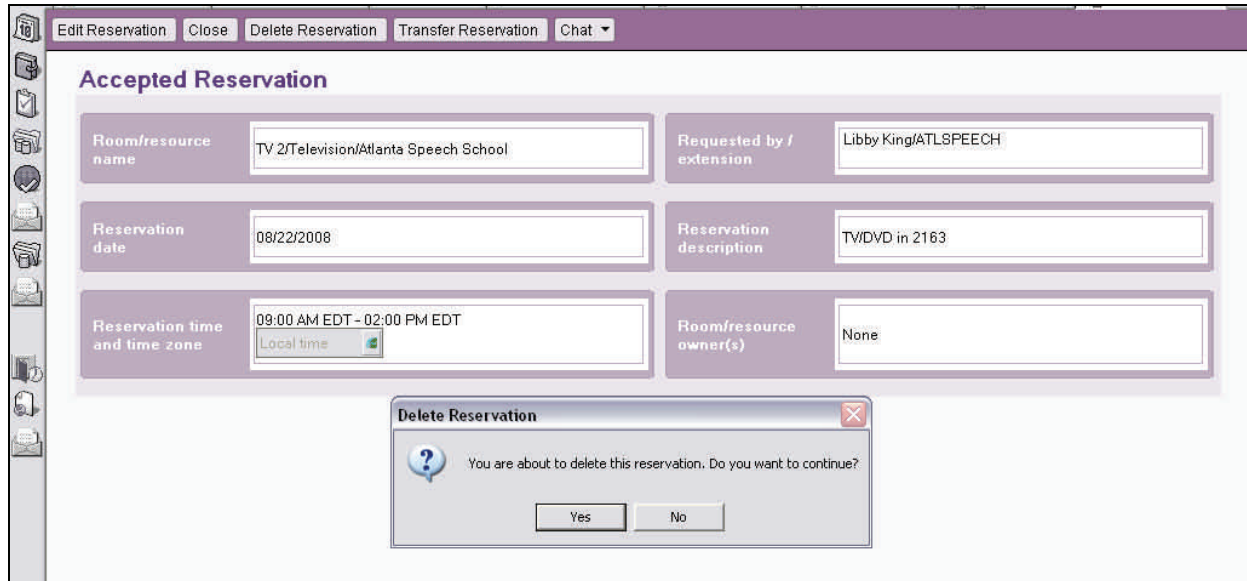 18
Edit Reservation Close Delete Reservation Transfer Reservation Chat
Accepted Reservation
Room/resource
name
TV 2/Television/Atlanta Speech School
Requested by /
extension
Libby King/ATLSPEECH
Reservation
date
08/22/2008
Reservation
description
TV/DVD in 2163
Reservation time
and time zone
09:00 AM EDT - 02:00 PM EDT
Local time
Room/resource
owner(s)
None
Delete Reservation
You are about to delete this reservation. Do you want to continue?
Yes No